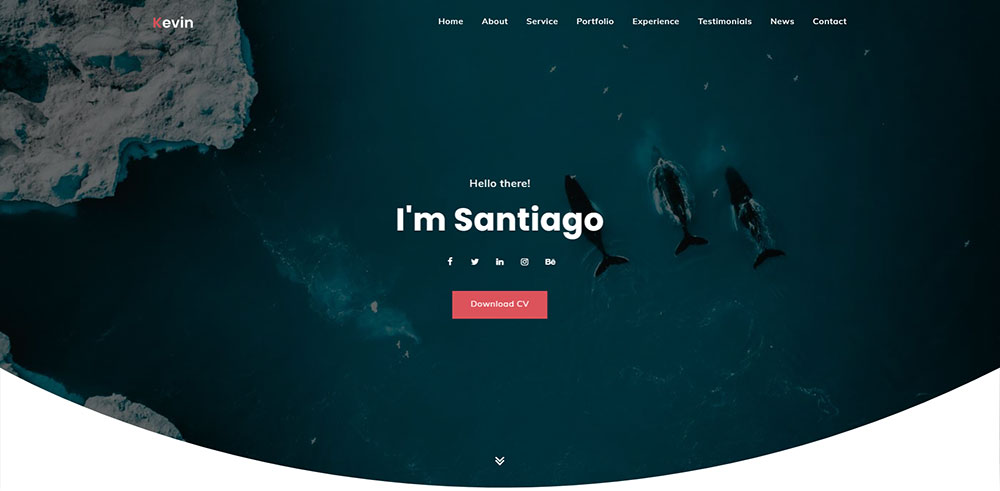 Kevin
Home About Service Portfolio Experience Testimonials News Contact
Hello there!
I'm Santiago
Download CV